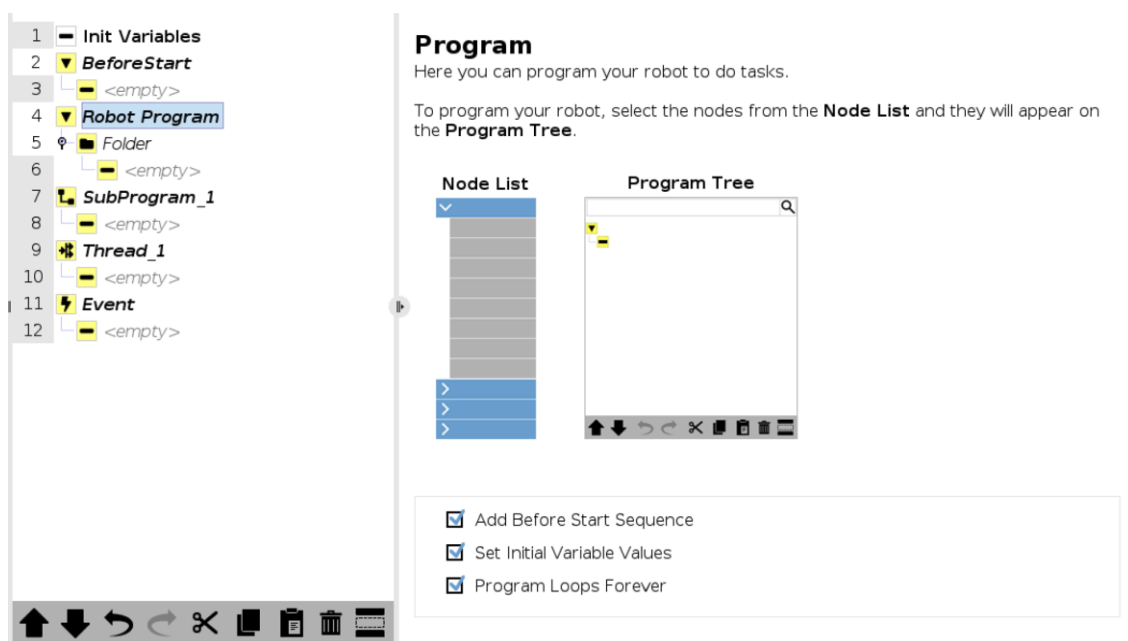 1 Init Variables
2 BeforeStart
3 <empty>
4 Robot Program
5 Folder
6 <empty>
7 SubProgram_1
8 <empty>
9 Thread_1
10 <empty>
11 Event
12 <empty>
Program
Here you can program your robot to do tasks.
To program your robot, select the nodes from the Node List and they will appear on
the Program Tree.
Node List
Program Tree
Add Before Start Sequence
Set Initial Variable Values
Program Loops Forever